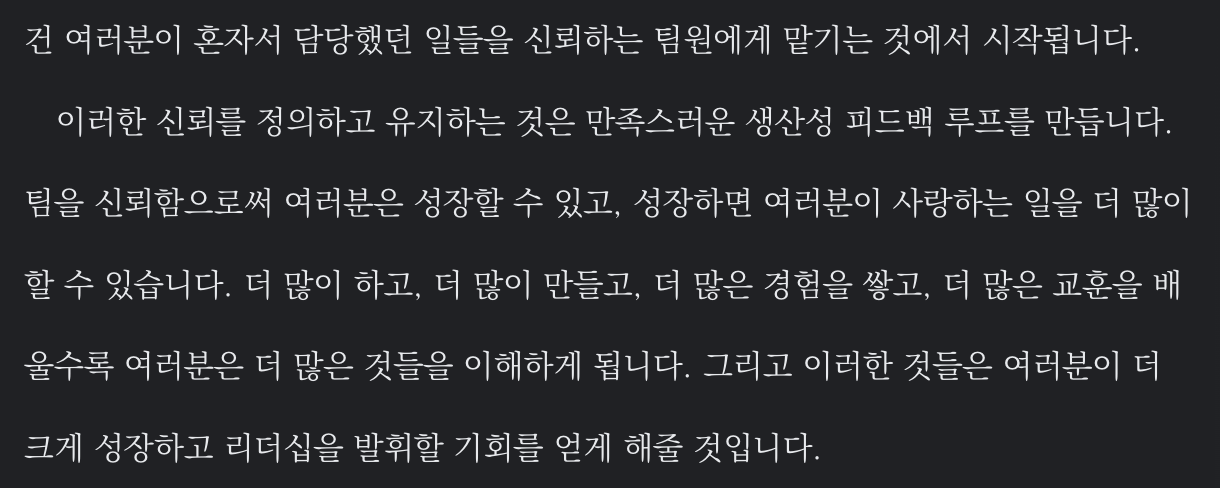 건 여러분이 혼자서 담당했던 일들을 신뢰하는 팀원에게 맡기는 것에서 시작됩니다.
이러한 신뢰를 정의하고 유지하는 것은 만족스러운 생산성 피드백 루프를 만듭니다.
팀을 신뢰함으로써 여러분은 성장할 수 있고, 성장하면 여러분이 사랑하는 일을 더 많이
할 수 있습니다. 더 많이 하고, 더 많이 만들고, 더 많은 경험을 쌓고, 더 많은 교훈을 배
울수록 여러분은 더 많은 것들을 이해하게 됩니다. 그리고 이러한 것들은 여러분이 더
크게 성장하고 리더십을 발휘할 기회를 얻게 해줄 것입니다.